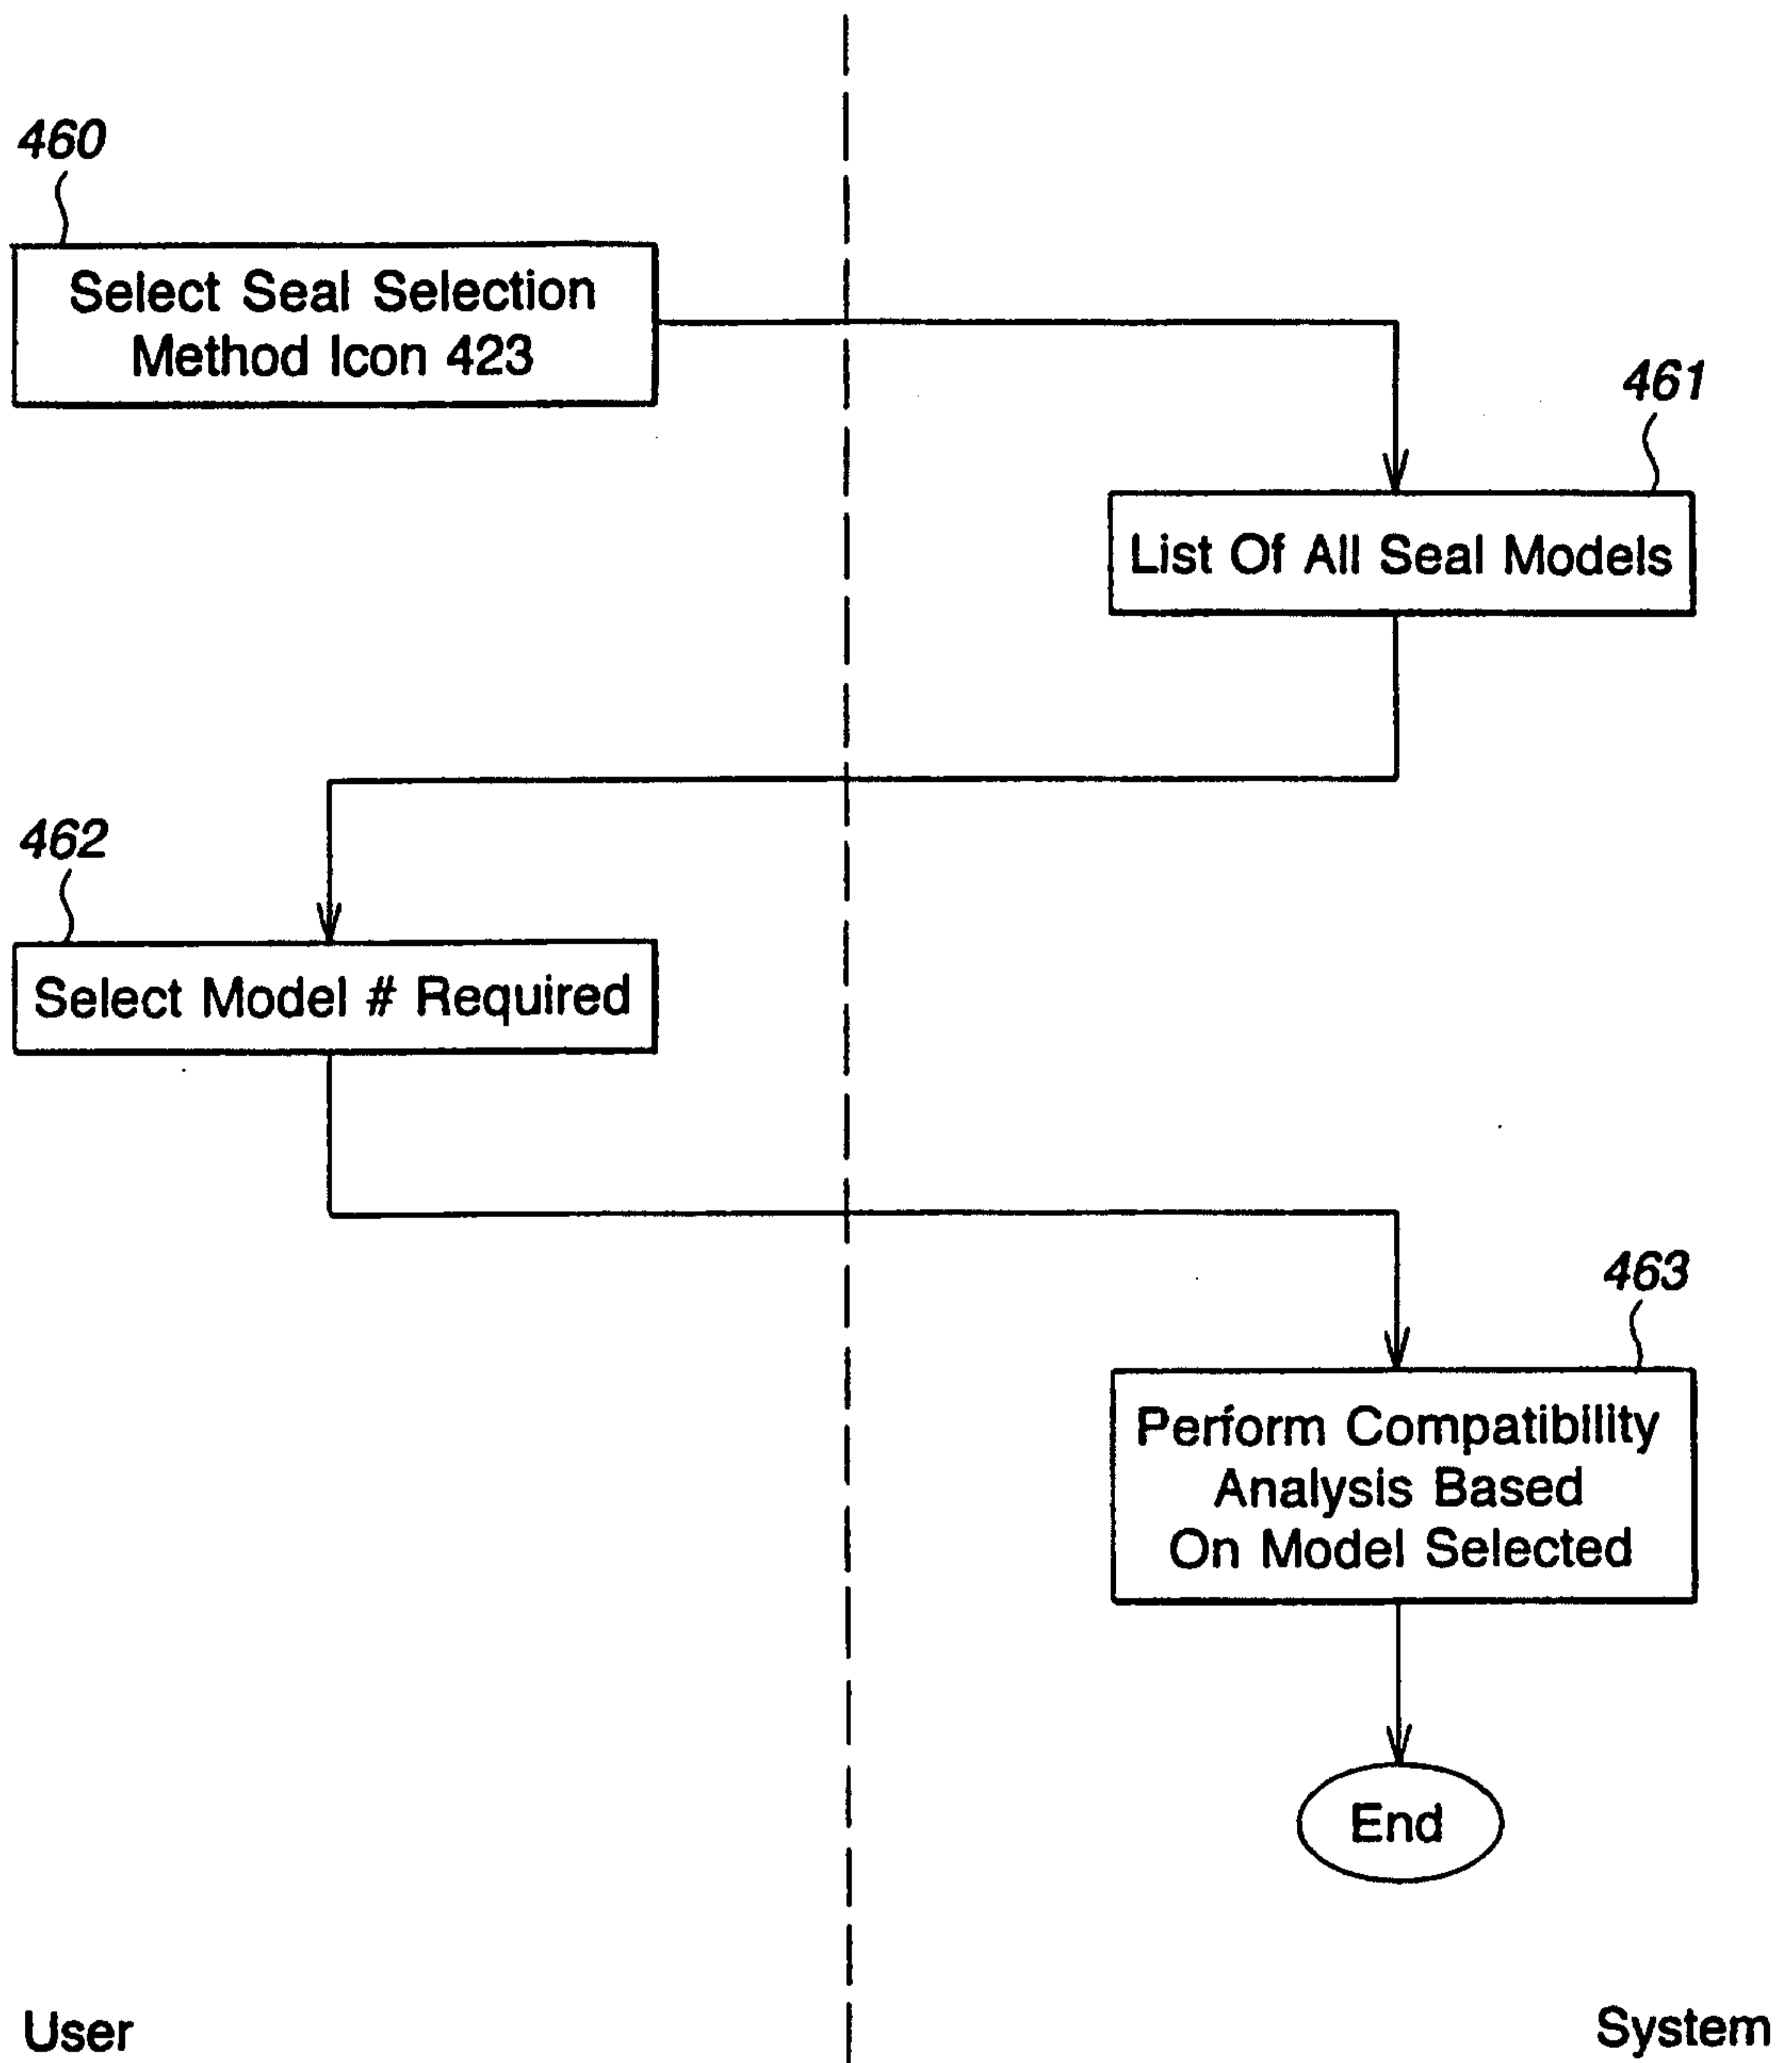 460
Select Seal Selection
Method Icon 423
461
List Of All Seal Models
462
Select Model # Required
463
Perform Compatibility
Analysis Based
On Model Selected
End
User
System